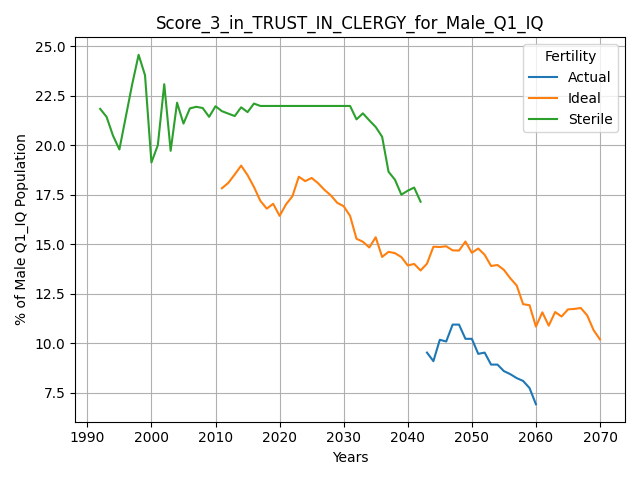 Score_3_in_TRUST_IN_CLERGY_for_Male_Q1_IQ
25.0
22.5
20.0
17.5
15.0
12.5
10.0
7.5
% of Male Q1_IQ Population
Fertility
Actual
Ideal
Sterile
1990 2000 2010 2020 2030 2040 2050 2060 2070
Years